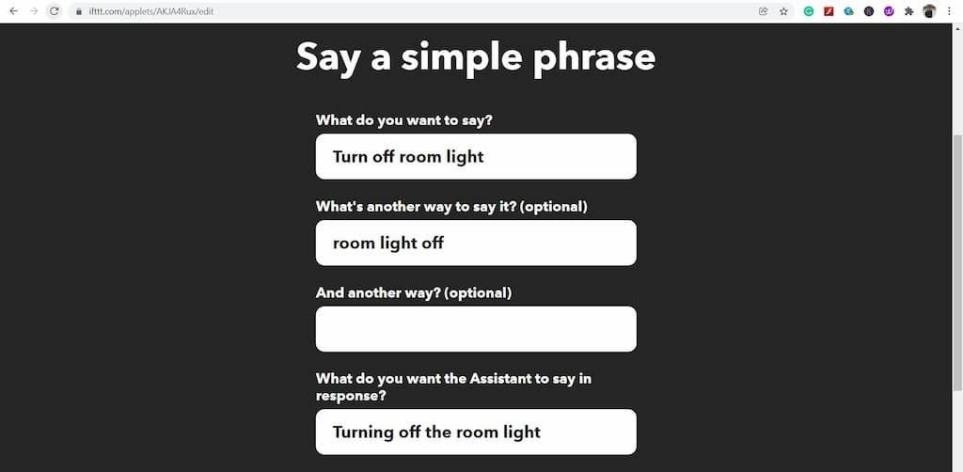 ifttt.com/applets/AKJA4Rux/edit
Say a simple phrase
What do you want to say?
Turn off room light
What's another way to say it? (optional)
room light off
And another way? (optional)
What do you want the Assistant to say in
response?
Turning off the room light